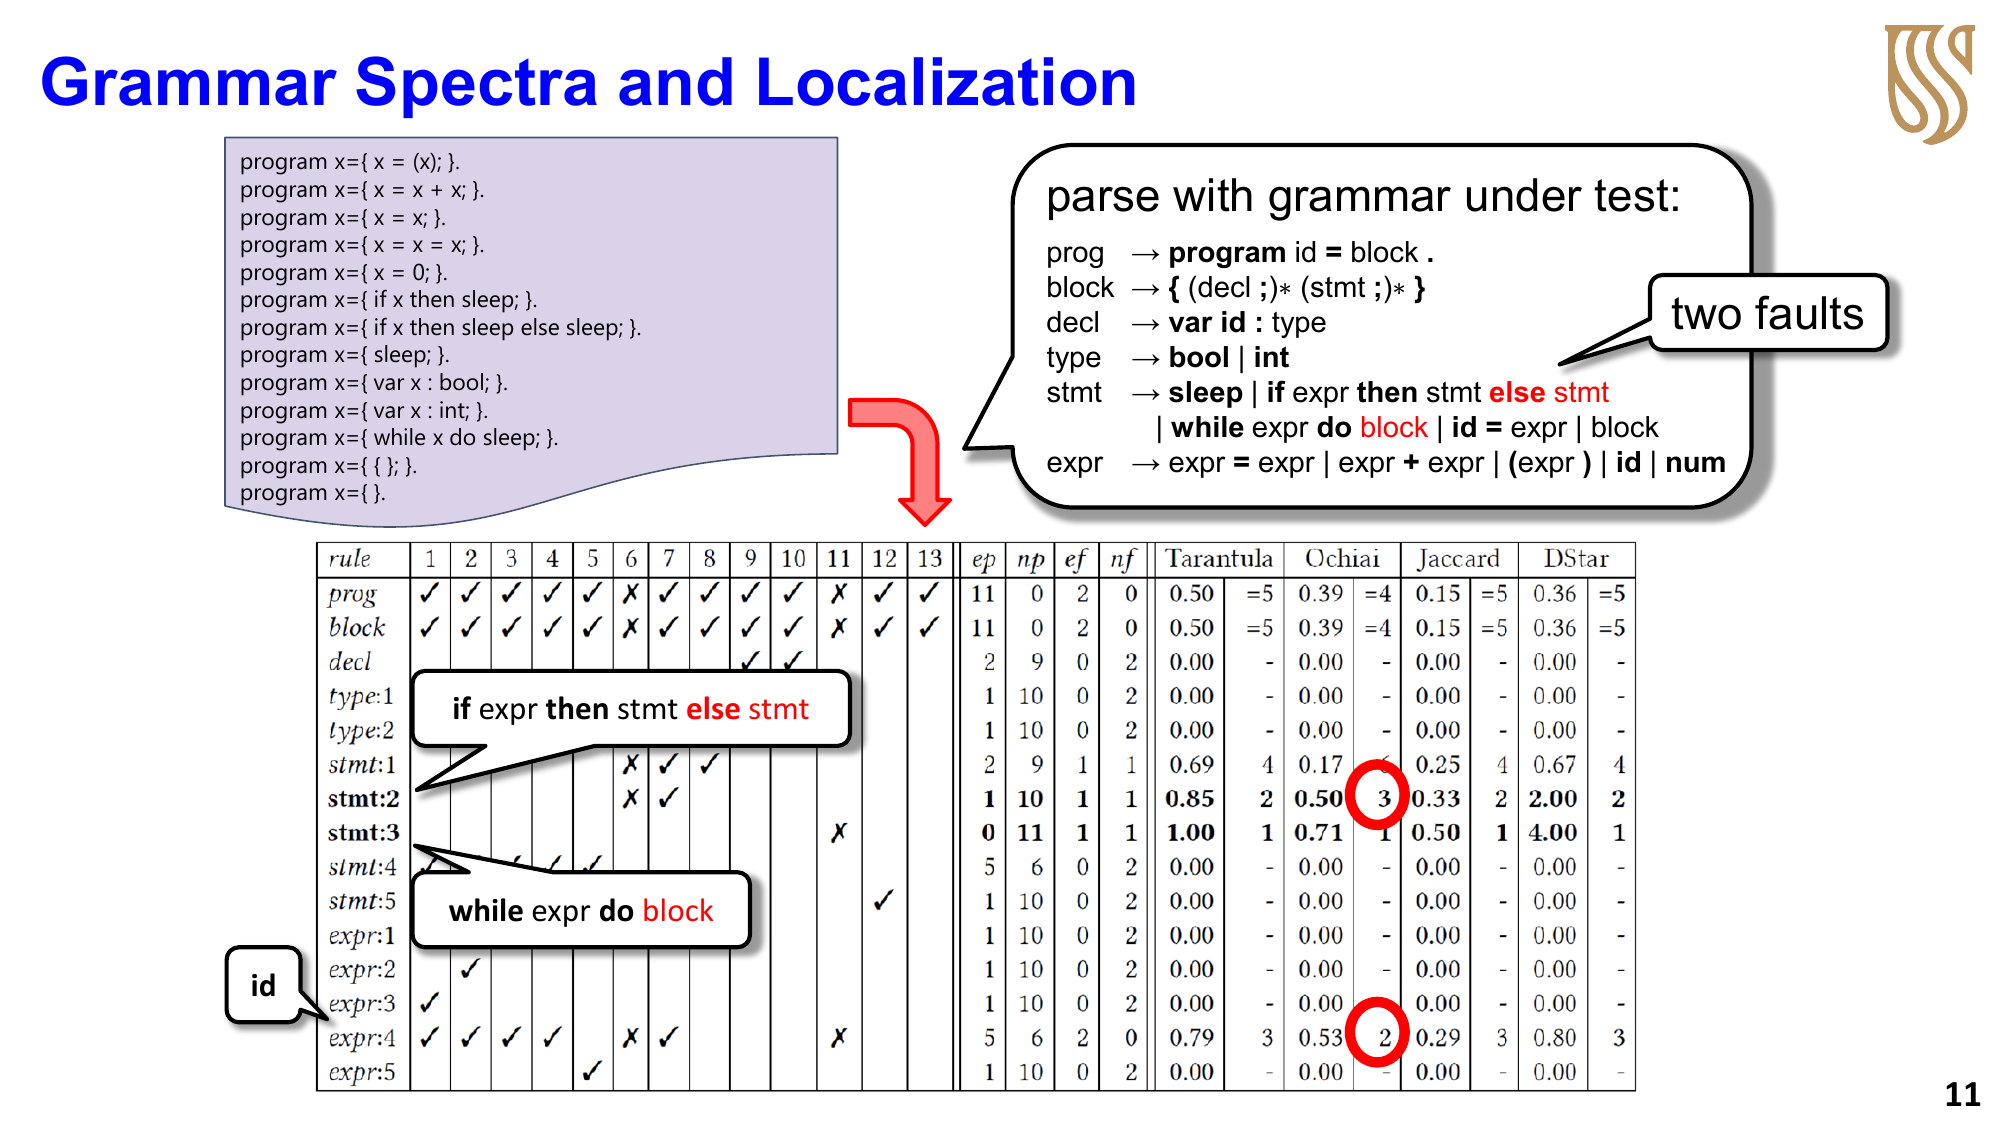 Grammar Spectra and Localization
program x={ x = (x); }.
program x={ x = x + x; }.
program x={ x = x; }.
program x={ x = x = x; }.
program x={ x = 0; }.
program x={ if x then sleep; }.
program x={ if x then sleep else sleep; }.
program x={ sleep; }.
program x={ var x : bool; }.
program x={ var x : int; }.
program x={ while x do sleep; }.
program x={ { }; }.
program x={ }.
parse with grammar under test:
prog → program id = block .
block → { (decl ;)* (stmt ;)* }
decl → var id : type
type → bool | int
stmt → sleep | if expr then stmt else stmt
| while expr do block | id = expr | block
expr → expr = expr | expr + expr | (expr ) | id | num
two faults
rule 1 2 3 4 5 6 7 8 9 10 11 12 13 ep np ef nf Tarantula Ochiai Jaccard DStar
prog ✓ ✓ ✓ ✓ ✓ ✗ ✓ ✓ ✓ ✓ ✗ ✓ ✓ 11 0 2 0 0.50 =5 0.39 =4 0.15 =5 0.36 =5
block ✓ ✓ ✓ ✓ ✓ ✗ ✓ ✓ ✓ ✓ ✗ ✓ ✓ 11 0 2 0 0.50 =5 0.39 =4 0.15 =5 0.36 =5
decl ✓ ✓ 2 9 0 2 0.00 - 0.00 - 0.00 - 0.00 -
type:1 1 10 0 2 0.00 - 0.00 - 0.00 - 0.00 -
if expr then stmt else stmt
type:2 1 10 0 2 0.00 - 0.00 - 0.00 - 0.00 -
stmt:1 ✗ ✓ ✓ 2 9 1 1 0.69 4 0.17 0.25 4 0.67 4
stmt:2 ✗ ✓ 1 10 1 1 0.85 2 0.50 3 0.33 2 2.00 2
stmt:3 ✗ 0 11 1 1 1.00 1 0.71 1 0.50 1 4.00 1
stmt:4 ✓ ✓ ✓ ✓ 5 6 0 2 0.00 - 0.00 - 0.00 - 0.00 -
stmt:5 ✓ 1 10 0 2 0.00 - 0.00 - 0.00 - 0.00 -
while expr do block
expr:1 1 10 0 2 0.00 - 0.00 - 0.00 - 0.00 -
expr:2 ✓ 1 10 0 2 0.00 - 0.00 - 0.00 - 0.00 -
id
expr:3 ✓ 1 10 0 2 0.00 - 0.00 0.00 - 0.00 -
expr:4 ✓ ✓ ✓ ✓ ✗ ✓ ✗ 5 6 2 0 0.79 3 0.53 2 0.29 3 0.80 3
expr:5 ✓ 1 10 0 2 0.00 - 0.00 - 0.00 - 0.00 -
11